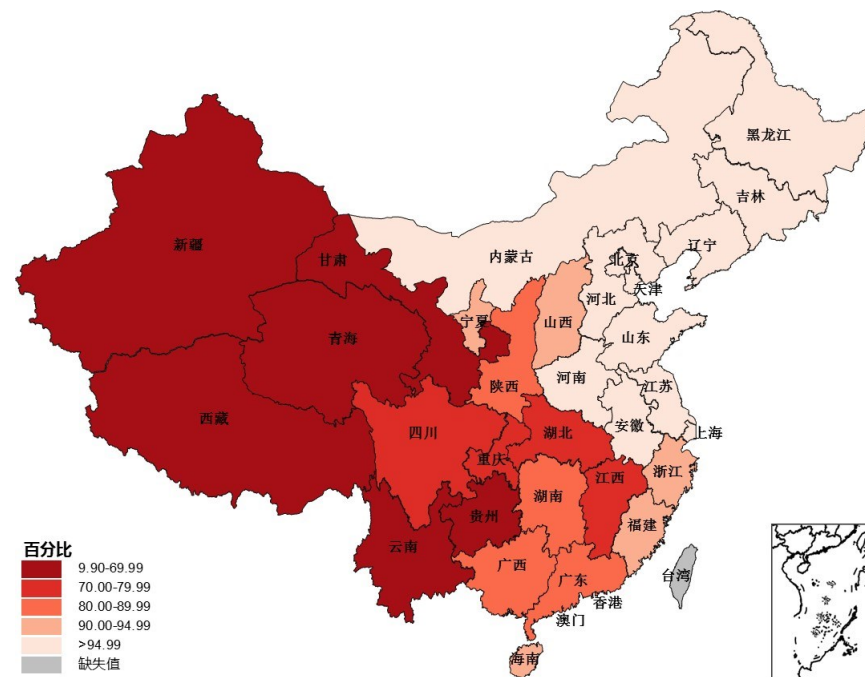 黑龙江
吉林
辽宁
新疆
甘肃
内蒙古
北京
天津
河北
宁夏
山西
山东
青海
陕西
河南
江苏
西藏
安徽
上海
四川
湖北
重庆
浙江
江西
湖南
贵州
福建
云南
广西
广东
台湾
香港
澳门
海南
百分比
9.90-69.99
70.00-79.99
80.00-89.99
90.00-94.99
>94.99
缺失值